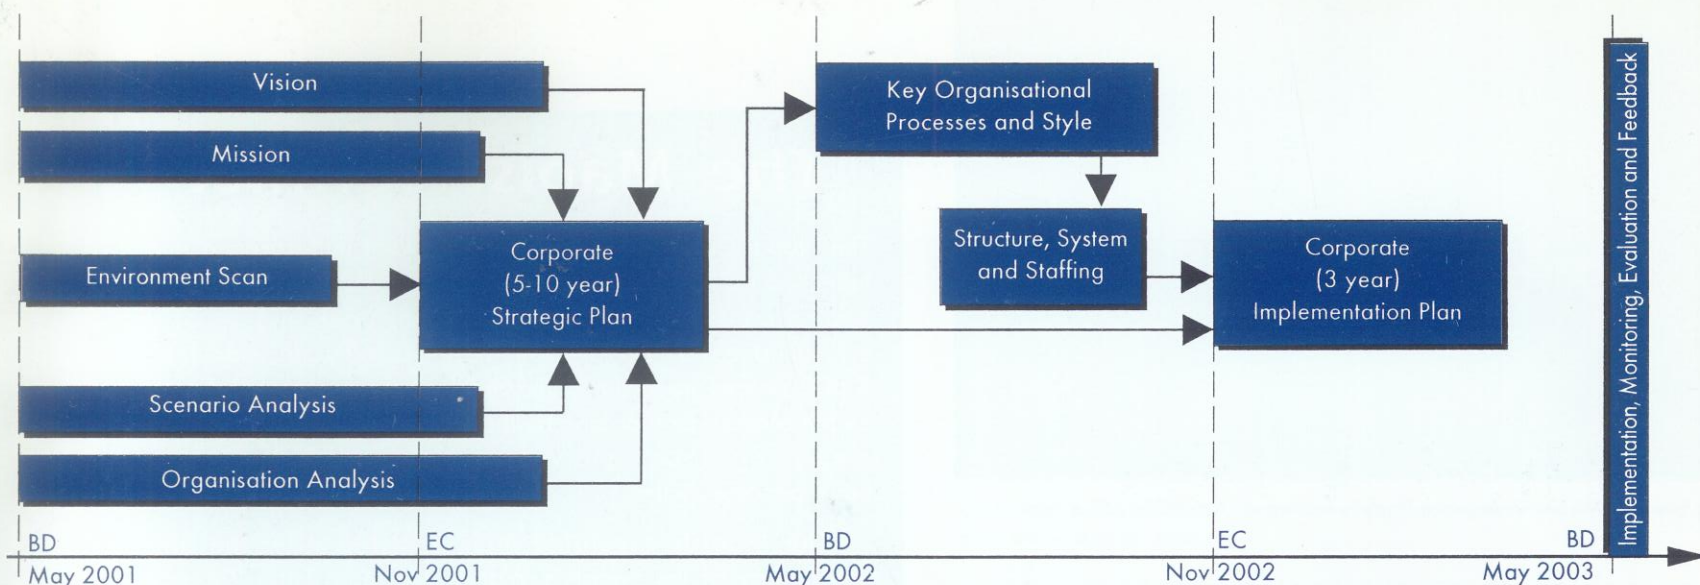 Vision
Mission
Environment Scan
Scenario Analysis
Organisation Analysis
Corporate
(5-10 year)
Strategic Plan
Key Organisational
Processes and Style
Structure, System
and Staffing
Corporate
(3 year)
Implementation Plan
Implementation, Monitoring, Evaluation and Feedback
BD
EC
BD
EC
BD
May 2001
Nov 2001
May 2002
Nov 2002
May 2003